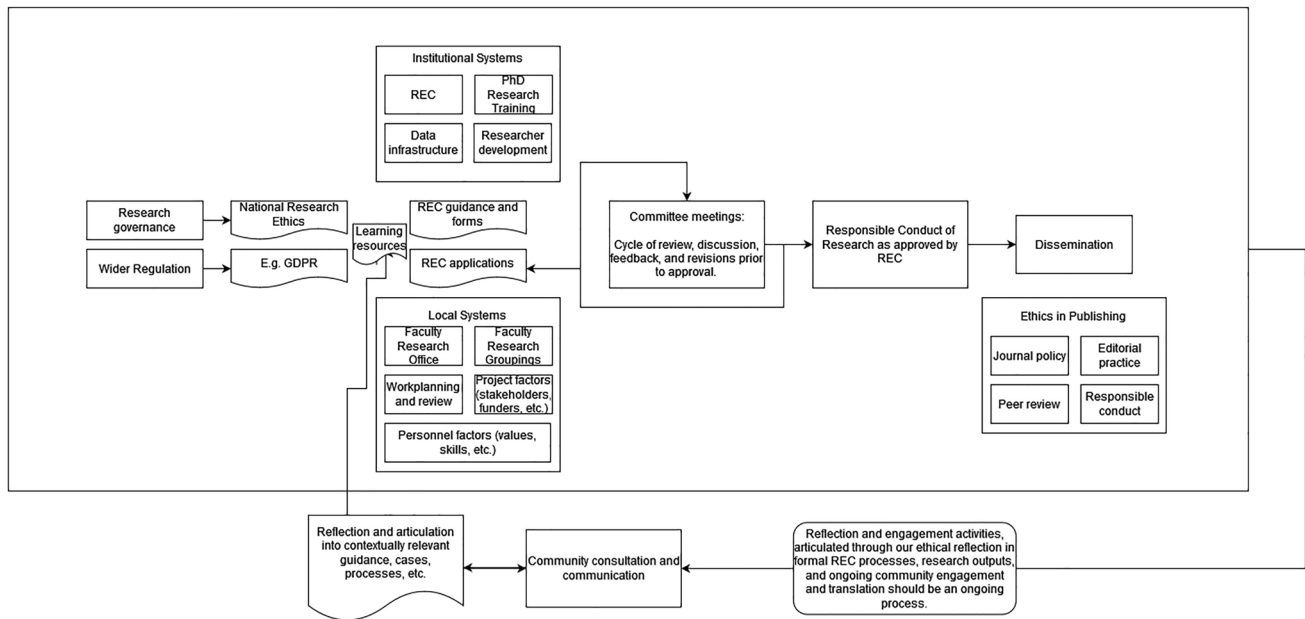 Institutional Systems
REC
PhD
Research
Training
Data
infrastructure
Researcher
development
Research
governance
National Research
Ethics
Wider Regulation
E.g. GDPR
Learning
resources
REC guidance and
forms
REC applications
Committee meetings:
Cycle of review, discussion,
feedback, and revisions prior
to approval.
Responsible Conduct of
Research as approved by
REC
Dissemination
Local Systems
Faculty
Research
Office
Faculty
Research
Groupings
Workplanning
and review
Project factors
(stakeholders,
funders, etc.)
Personnel factors (values,
skills, etc.)
Ethics in Publishing
Journal policy
Editorial
practice
Peer review
Responsible
conduct
Reflection and articulation
into contextually relevant
guidance, cases,
processes, etc.
Community consultation and
communication
Reflection and engagement activities,
articulated through our ethical reflection in
formal REC processes, research outputs,
and ongoing community engagement
and translation should be an ongoing
process.